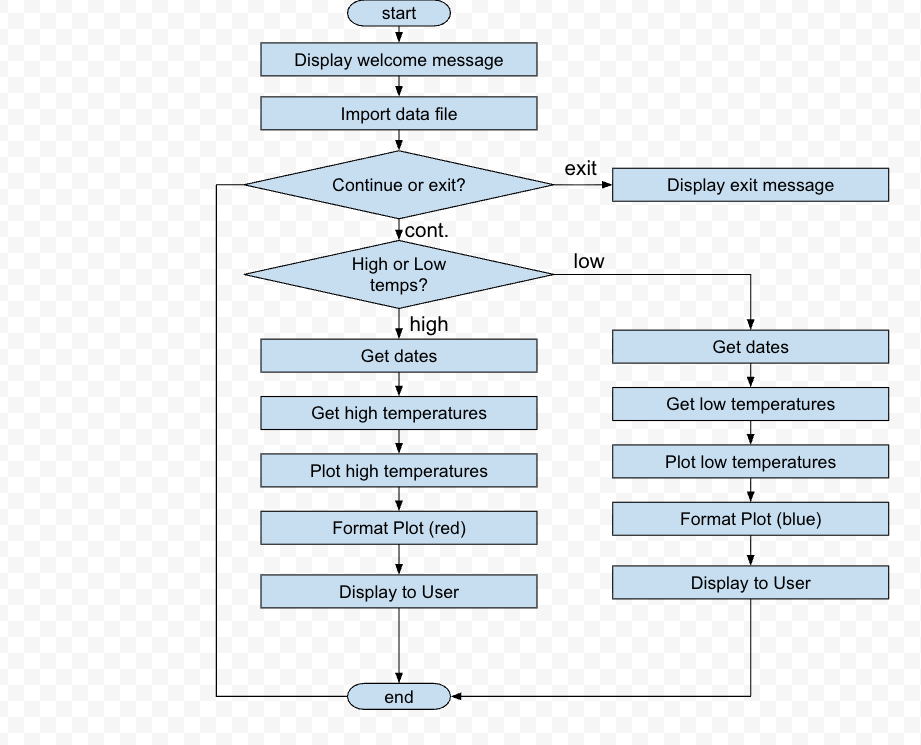 start
Display welcome message
Import data file
Continue or exit?
exit
Display exit message
cont.
High or Low
temps?
low
high
Get dates
Get high temperatures
Plot high temperatures
Format Plot (red)
Display to User
Get dates
Get low temperatures
Plot low temperatures
Format Plot (blue)
Display to User
end